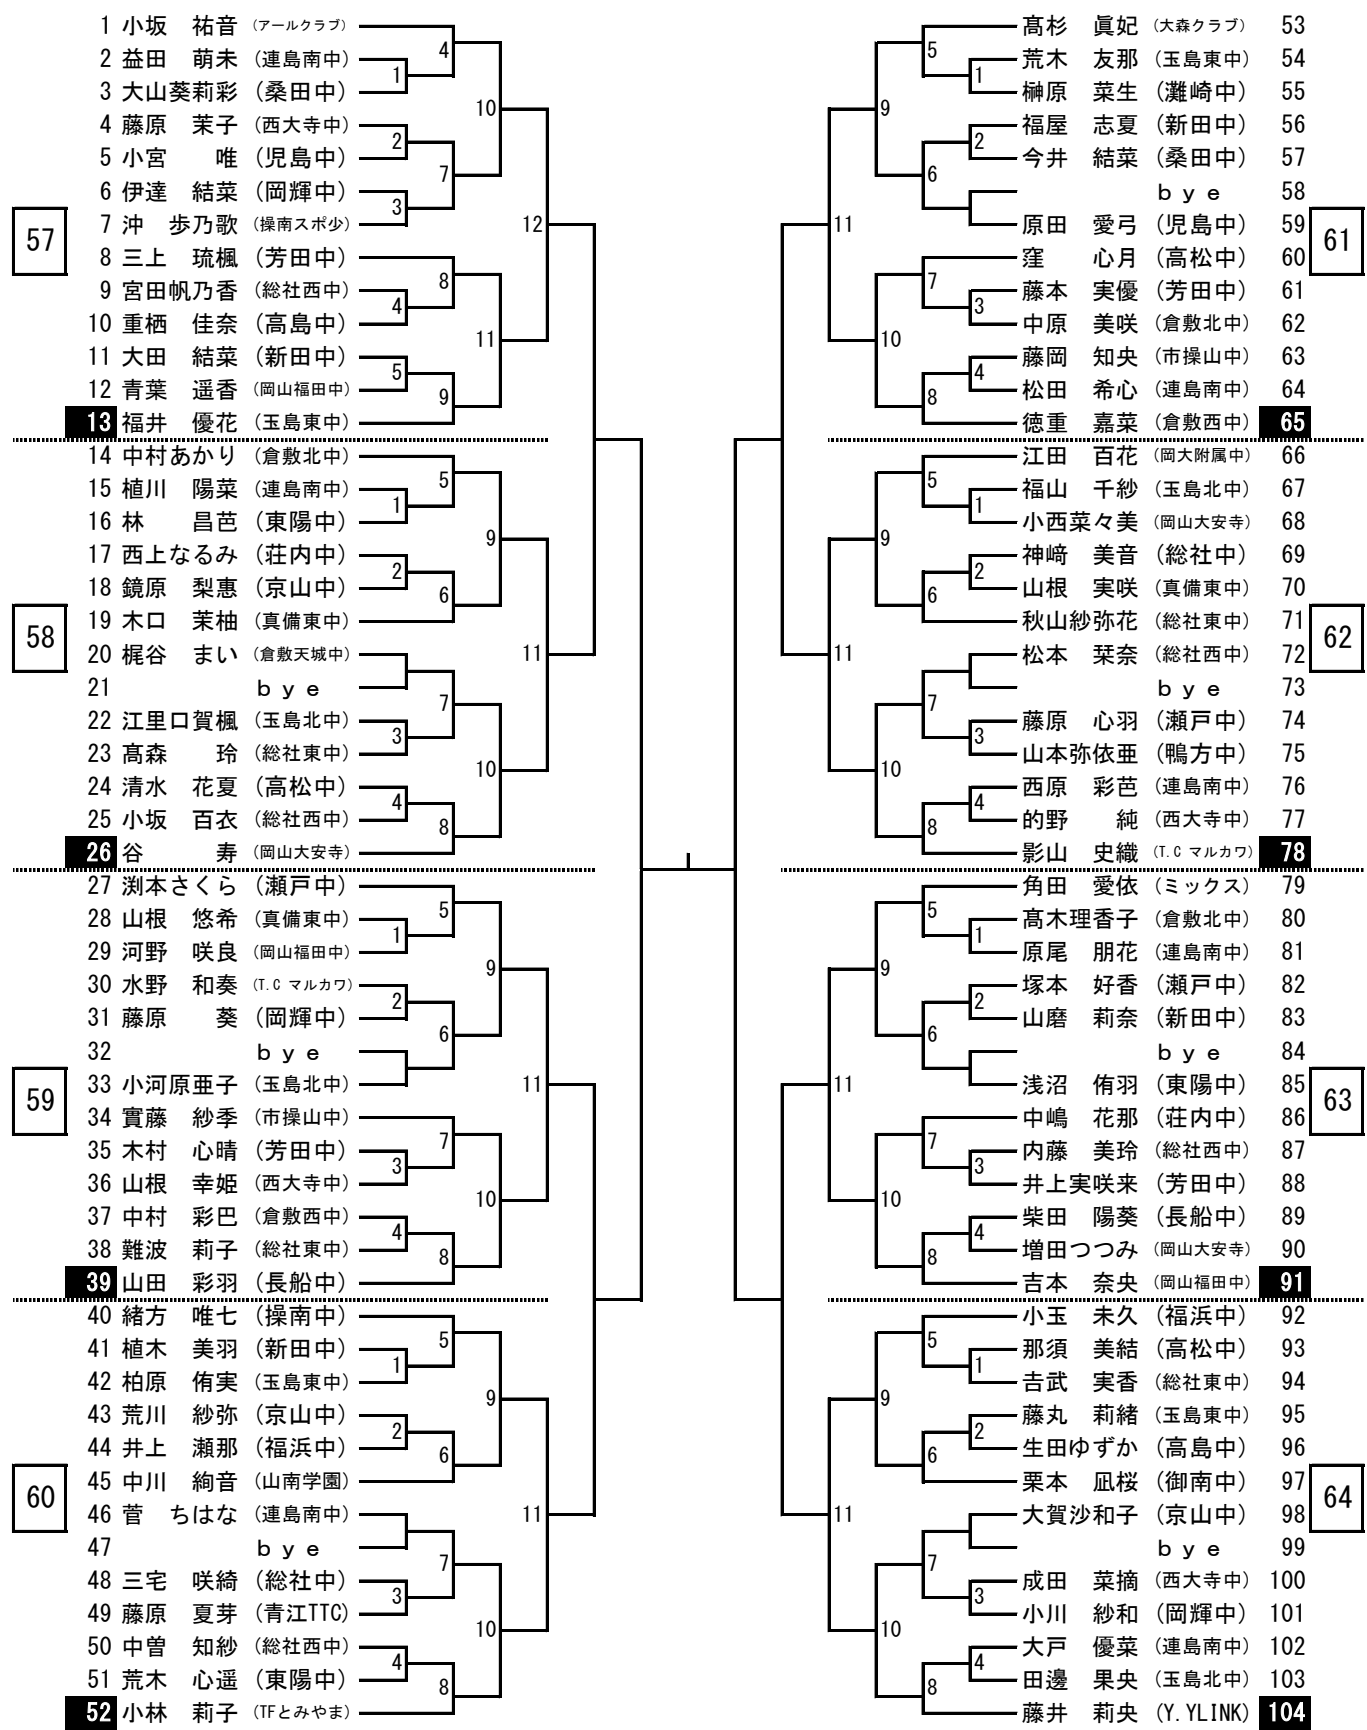 1 小坂　祐音 (アールクラブ)
2 益田　萌未 (連島南中)
3 大山葵莉彩 (桑田中)
4 藤原　茉子 (西大寺中)
5 小宮　　唯 (児島中)
6 伊達　結菜 (岡輝中)
7 沖　歩乃歌 (操南スポ少)
8 三上　琉楓 (芳田中)
9 宮田帆乃香 (総社西中)
10 重栖　佳奈 (高島中)
11 大田　結菜 (新田中)
12 青葉　遥香 (岡山福田中)
13 福井　優花 (玉島東中)
4
1
10
2
7
3
12
8
4
11
5
9
57
14 中村あかり (倉敷北中)
15 植川　陽菜 (連島南中)
16 林　　昌芭 (東陽中)
17 西上なるみ (荘内中)
18 鏡原　梨惠 (京山中)
19 木口　茉柚 (真備東中)
20 梶谷　まい (倉敷天城中)
21 ｂｙｅ
22 江里口賀楓 (玉島北中)
23 髙森　　玲 (総社東中)
24 清水　花夏 (高松中)
25 小坂　百衣 (総社西中)
26 谷　　　寿 (岡山大安寺)
5
1
9
2
6
11
7
3
10
4
8
58
27 渕本さくら (瀬戸中)
28 山根　悠希 (真備東中)
29 河野　咲良 (岡山福田中)
30 水野　和奏 (T.C マルカワ)
31 藤原　　葵 (岡輝中)
32 ｂｙｅ
33 小河原亜子 (玉島北中)
34 實藤　紗季 (市操山中)
35 木村　心晴 (芳田中)
36 山根　幸姫 (西大寺中)
37 中村　彩巴 (倉敷西中)
38 難波　莉子 (総社東中)
39 山田　彩羽 (長船中)
5
1
9
2
6
11
7
3
10
4
8
59
40 緒方　唯七 (操南中)
41 植木　美羽 (新田中)
42 柏原　侑実 (玉島東中)
43 荒川　紗弥 (京山中)
44 井上　瀬那 (福浜中)
45 中川　絢音 (山南学園)
46 菅　ちはな (連島南中)
47 ｂｙｅ
48 三宅　咲綺 (総社中)
49 藤原　夏芽 (青江TTC)
50 中曽　知紗 (総社西中)
51 荒木　心遥 (東陽中)
52 小林　莉子 (TFとみやま)
5
1
9
2
6
11
7
3
10
4
8
60
髙杉　眞妃 (大森クラブ) 53
荒木　友那 (玉島東中) 54
榊原　菜生 (灘崎中) 55
福屋　志夏 (新田中) 56
今井　結菜 (桑田中) 57
ｂｙｅ 58
原田　愛弓 (児島中) 59
窪　　心月 (高松中) 60
藤本　実優 (芳田中) 61
中原　美咲 (倉敷北中) 62
藤岡　知央 (市操山中) 63
松田　希心 (連島南中) 64
徳重　嘉菜 (倉敷西中) 65
5
1
9
2
6
11
7
3
10
4
8
61
江田　百花 (岡大附属中) 66
福山　千紗 (玉島北中) 67
小西菜々美 (岡山大安寺) 68
神﨑　美音 (総社中) 69
山根　実咲 (真備東中) 70
秋山紗弥花 (総社東中) 71
松本　栞奈 (総社西中) 72
ｂｙｅ 73
藤原　心羽 (瀬戸中) 74
山本弥依亜 (鴨方中) 75
西原　彩芭 (連島南中) 76
的野　　純 (西大寺中) 77
影山　史織 (T.C マルカワ) 78
5
1
9
2
6
11
7
3
10
4
8
62
角田　愛依 (ミックス) 79
髙木理香子 (倉敷北中) 80
原尾　朋花 (連島南中) 81
塚本　好香 (瀬戸中) 82
山磨　莉奈 (新田中) 83
ｂｙｅ 84
浅沼　侑羽 (東陽中) 85
中嶋　花那 (荘内中) 86
内藤　美玲 (総社西中) 87
井上実咲来 (芳田中) 88
柴田　陽葵 (長船中) 89
増田つつみ (岡山大安寺) 90
吉本　奈央 (岡山福田中) 91
5
1
9
2
6
11
7
3
10
4
8
63
小玉　未久 (福浜中) 92
那須　美結 (高松中) 93
𠮷武　実香 (総社東中) 94
藤丸　莉緒 (玉島東中) 95
生田ゆずか (高島中) 96
栗本　凪桜 (御南中) 97
大賀沙和子 (京山中) 98
ｂｙｅ 99
成田　菜摘 (西大寺中) 100
小川　紗和 (岡輝中) 101
大戸　優菜 (連島南中) 102
田邊　果央 (玉島北中) 103
藤井　莉央 (Y.YLINK) 104
5
1
9
2
6
11
7
3
10
4
8
64